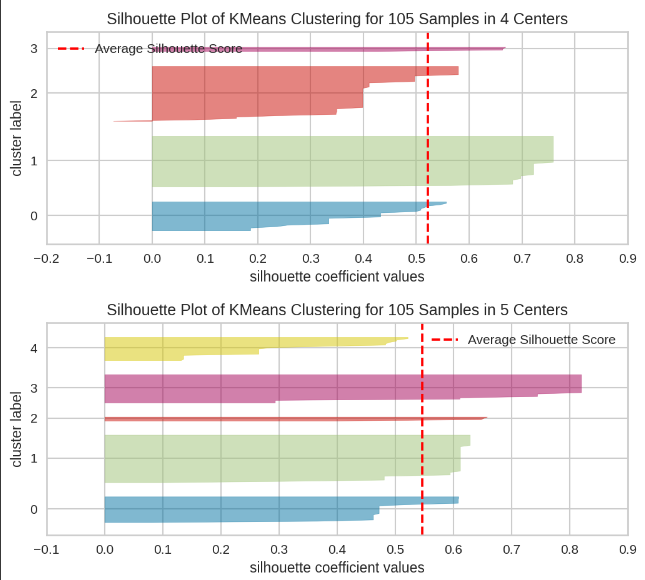 Silhouette Plot of KMeans Clustering for 105 Samples in 4 Centers
3
Average Silhouette Score
2
cluster label
1
0
−0.2 −0.1 0.0 0.1 0.2 0.3 0.4 0.5 0.6 0.7 0.8 0.9
silhouette coefficient values
Silhouette Plot of KMeans Clustering for 105 Samples in 5 Centers
Average Silhouette Score
4
3
cluster label
2
1
0
−0.1 0.0 0.1 0.2 0.3 0.4 0.5 0.6 0.7 0.8 0.9
silhouette coefficient values